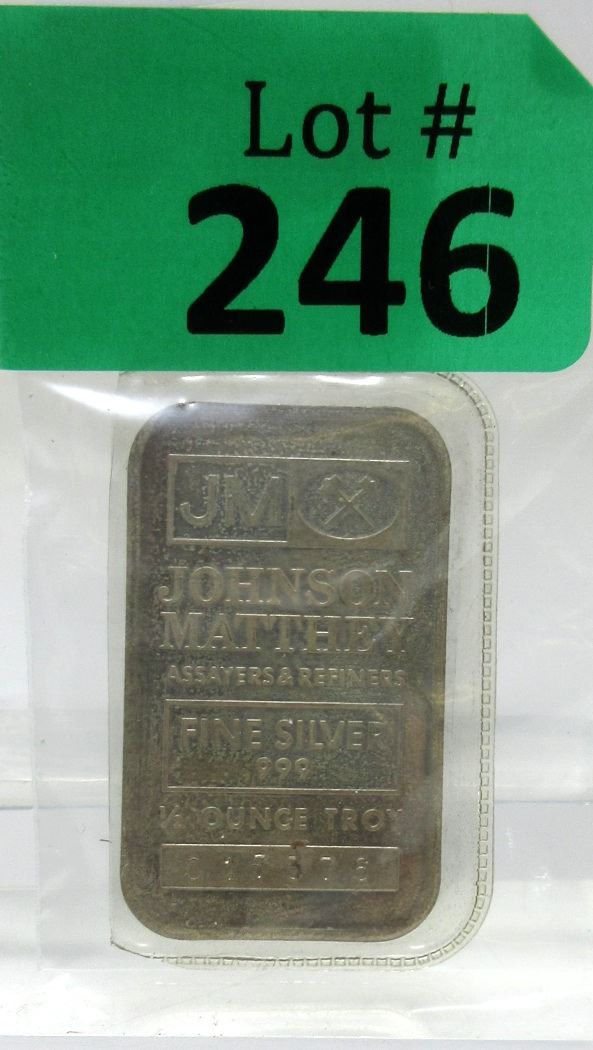 Lot #
246
JM
JOHNSON
MATTHEY
ASSAYERS & REFINERS
FINE SILVER
999
½ OUNCE TROY